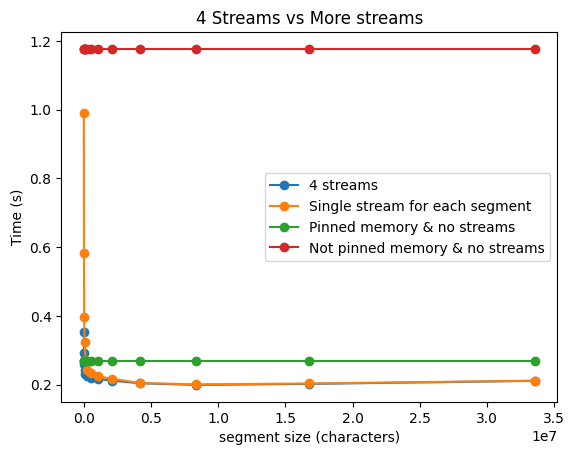 4 Streams vs More streams
1.2
1.0
0.8
0.6
0.4
0.2
Time (s)
4 streams
Single stream for each segment
Pinned memory & no streams
Not pinned memory & no streams
0.0 0.5 1.0 1.5 2.0 2.5 3.0 3.5
1e7
segment size (characters)